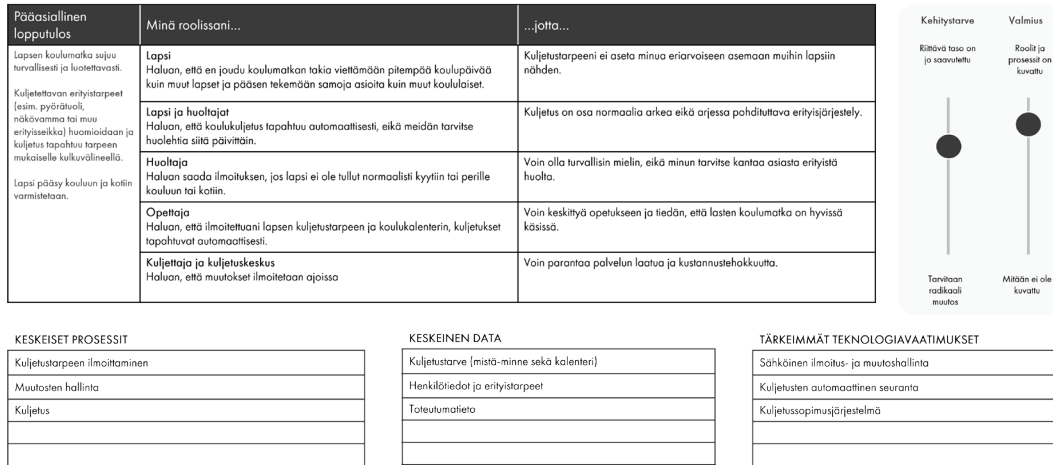 Pääasiallinen
lopputulos
Minä roolissani...
...jotta...
Lapsen koulumatka sujuu
turvallisesti ja luotettavasti.
Kuljetettavan erityistarpeet
(esim. pyörätuoli,
näkövamma tai muu
erityisseikka) huomioidaan ja
kuljetus tapahtuu tarpeen
mukaiselle kulkuvälineellä.
Lapsi pääsy kouluun ja kotiin
varmistetaan.
Lapsi
Haluan, että en joudu koulumatkan takia viettämään pitempää koulupäivää
kuin muut lapset ja pääsen tekemään samoja asioita kuin muut koululaiset.
Kuljetustarpeeni ei aseta minua eriarvoiseen asemaan muihin lapsiin
nähden.
Lapsi ja huoltajat
Haluan, että koulukuljetus tapahtuu automaattisesti, eikä meidän tarvitse
huolehtia siitä päivittäin.
Kuljetus on osa normaalia arkea eikä arjessa pohdituttava erityisjärjestely.
Huoltaja
Haluan saada ilmoituksen, jos lapsi ei ole tullut normaalisti kyytiin tai perille
kouluun tai kotiin.
Voin olla turvallisin mielin, eikä minun tarvitse kantaa asiasta erityistä
huolta.
Opettaja
Haluan, että ilmoitettuani lapsen kuljetustarpeen ja koulukalenterin, kuljetukset
tapahtuvat automaattisesti.
Voin keskittyä opetukseen ja tiedän, että lasten koulumatka on hyvissä
käsissä.
Kuljettaja ja kuljetuskeskus
Haluan, että muutokset ilmoitetaan ajoissa
Voin parantaa palvelun laatua ja kustannustehokkuutta.
Kehitystarve
Valmius
Riittävä taso on
jo saavutettu
Roolit ja
prosessit on
kuvattu
Tarvitaan
radikaali
muutos
Mitään ei ole
kuvattu
KESKEISET PROSESSIT
Kuljetustarpeen ilmoittaminen
Muutosten hallinta
Kuljetus
KESKEINEN DATA
Kuljetustarve (mistä-minne sekä kalenteri)
Henkilötiedot ja erityistarpeet
Toteutumatieto
TÄRKEIMMÄT TEKNOLOGIAVAATIMUKSET
Sähköinen ilmoitus- ja muutoshallinta
Kuljetusten automaattinen seuranta
Kuljetussopimusjärjestelmä